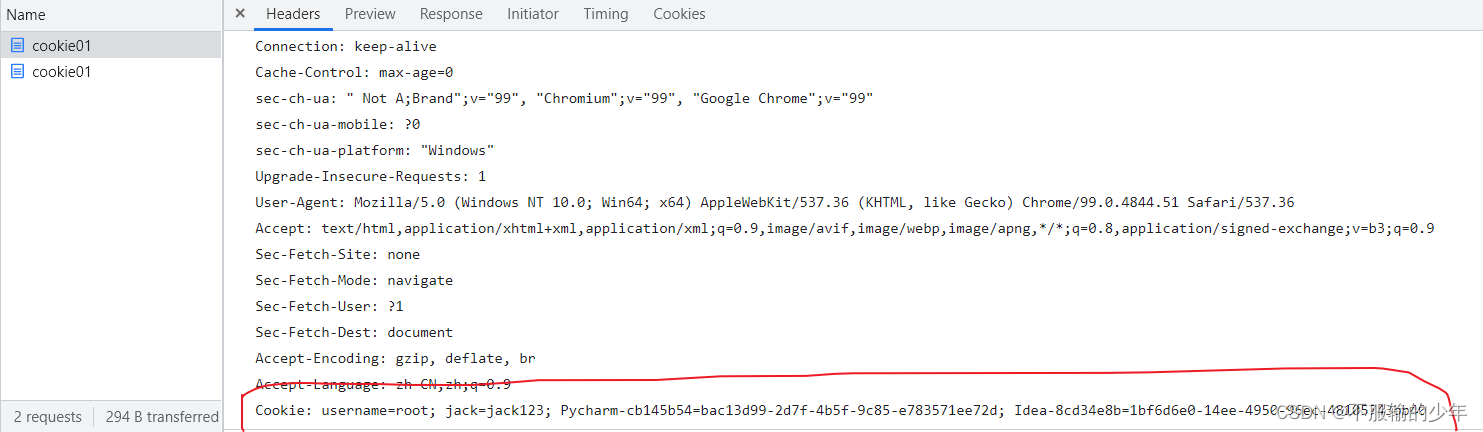 Name
× Headers Preview Response Initiator Timing Cookies
cookie01
cookie01
Connection: keep-alive
Cache-Control: max-age=0
sec-ch-ua: " Not A;Brand";v="99", "Chromium";v="99", "Google Chrome";v="99"
sec-ch-ua-mobile: ?0
sec-ch-ua-platform: "Windows"
Upgrade-Insecure-Requests: 1
User-Agent: Mozilla/5.0 (Windows NT 10.0; Win64; x64) AppleWebKit/537.36 (KHTML, like Gecko) Chrome/99.0.4844.51 Safari/537.36
Accept: text/html,application/xhtml+xml,application/xml;q=0.9,image/avif,image/webp,image/apng,*/*;q=0.8,application/signed-exchange;v=b3;q=0.9
Sec-Fetch-Site: none
Sec-Fetch-Mode: navigate
Sec-Fetch-User: ?1
Sec-Fetch-Dest: document
Accept-Encoding: gzip, deflate, br
Accept-Language: zh-CN,zh;q=0.9
Cookie: username=root; jack=jack123; Pycharm-cb145b54=bac13d99-2d7f-4b5f-9c85-e783571ee72d;
CSDN @不服输的少年
2 requests 294 B transferred